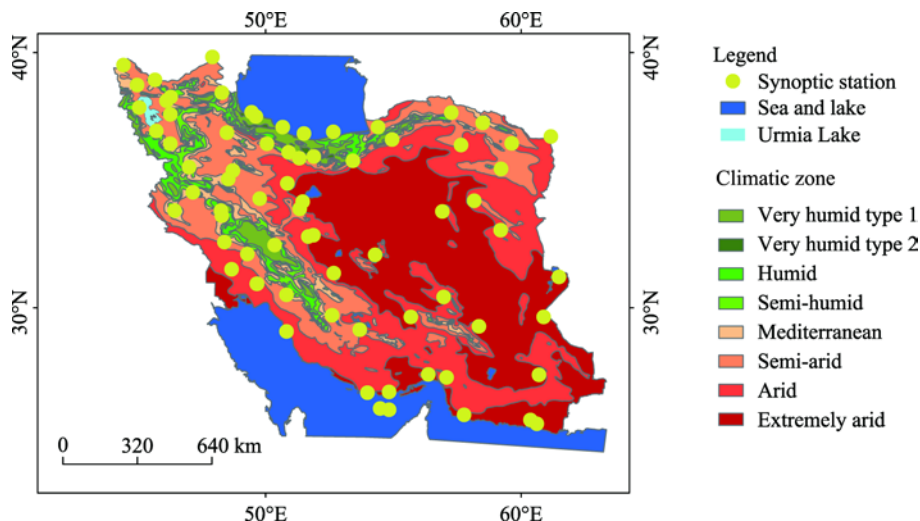 50°E
60°E
40°N
40°N
30°N
30°N
0
320
640 km
50°E
60°E
Legend
Synoptic station
Sea and lake
Urmia Lake
Climatic zone
Very humid type 1
Very humid type 2
Humid
Semi-humid
Mediterranean
Semi-arid
Arid
Extremely arid